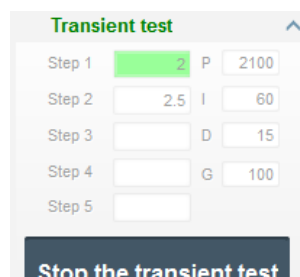 Transient test
Step 1 2 P 2100
Step 2 2.5 I 60
Step 3 D 15
Step 4 G 100
Step 5
Stop the transient test